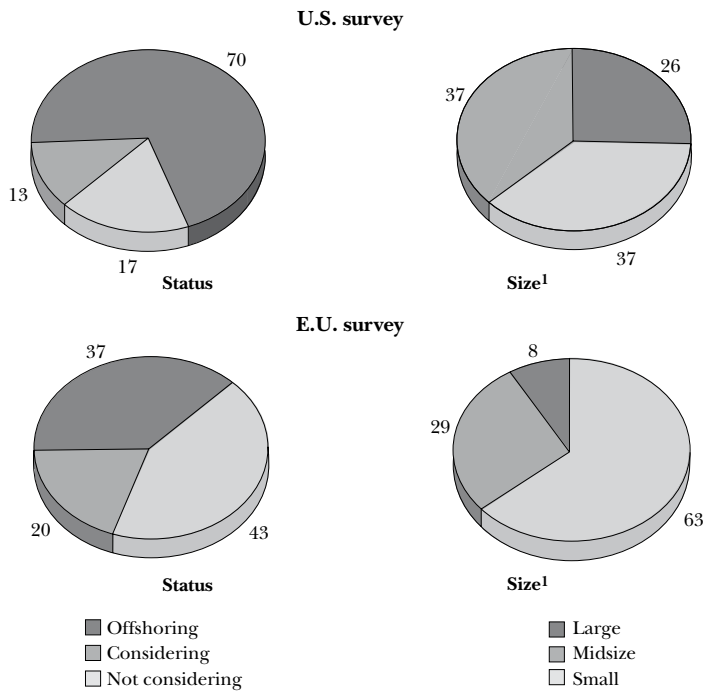 U.S. survey
70
13
17
Status
26
37
37
Size¹
E.U. survey
37
20
43
Status
8
29
63
Size¹
Offshoring
Considering
Not considering
Large
Midsize
Small